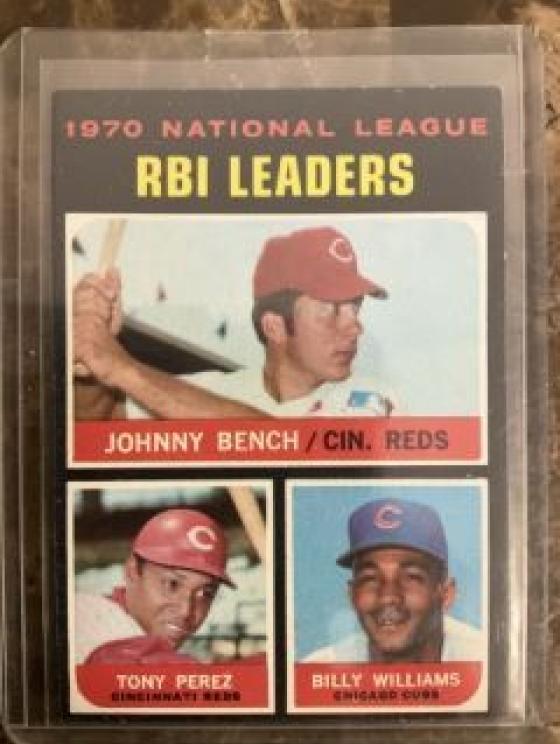 1970 NATIONAL LEAGUE
RBI LEADERS
C
JOHNNY BENCH / CIN. REDS
C
C
TONY PEREZ
CINCINNATI REDS
BILLY WILLIAMS
CHICAGO CUBS